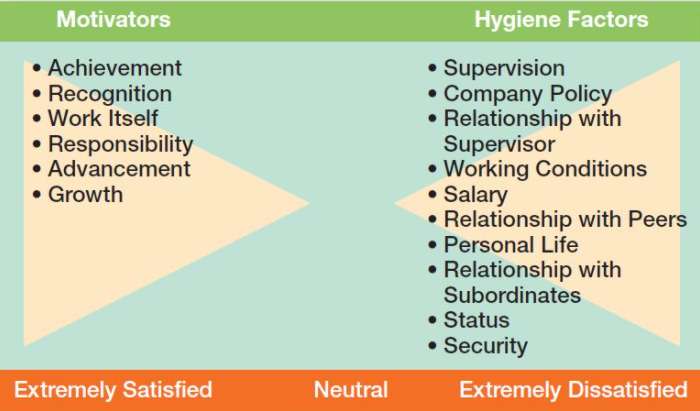 Motivators
Hygiene Factors
• Achievement
• Recognition
• Work Itself
• Responsibility
• Advancement
• Growth
• Supervision
• Company Policy
• Relationship with
Supervisor
• Working Conditions
• Salary
• Relationship with Peers
• Personal Life
• Relationship with
Subordinates
• Status
• Security
Extremely Satisfied
Neutral
Extremely Dissatisfied